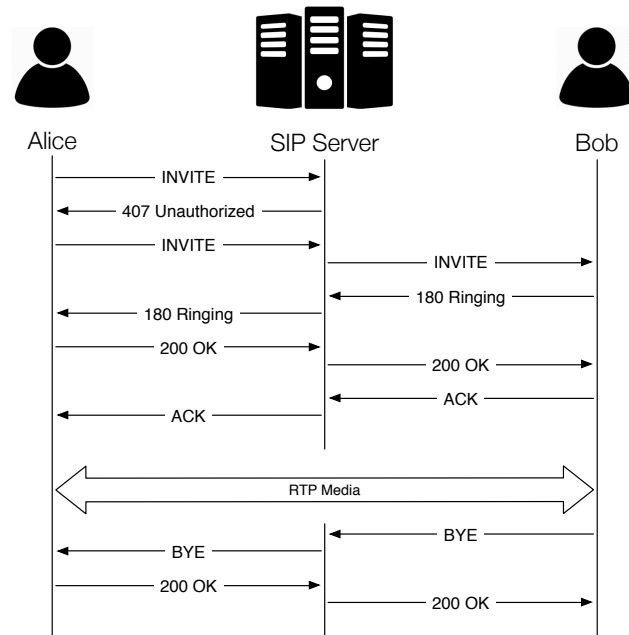 Alice
SIP Server
Bob
INVITE
407 Unauthorized
INVITE
INVITE
180 Ringing
180 Ringing
200 OK
200 OK
ACK
ACK
RTP Media
BYE
BYE
200 OK
200 OK